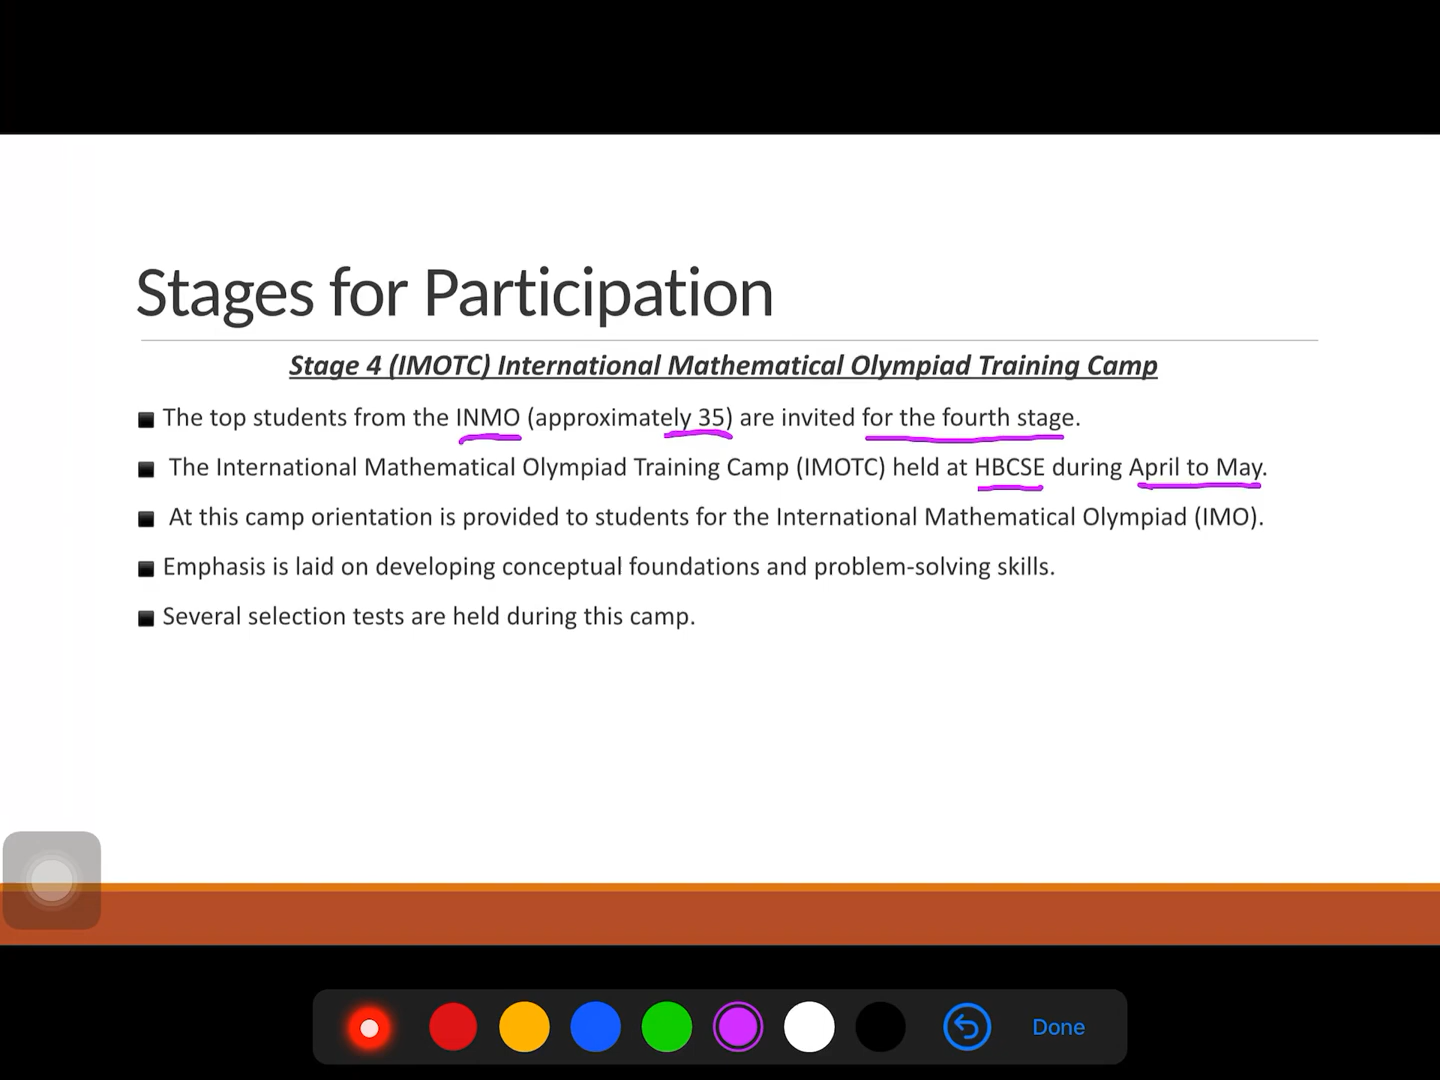 Stages for Participation
Stage 4 (IMOTC) International Mathematical Olympiad Training Camp
The top students from the INMO (approximately 35) are invited for the fourth stage.
The International Mathematical Olympiad Training Camp (IMOTC) held at HBCSE during April to May.
At this camp orientation is provided to students for the International Mathematical Olympiad (IMO).
Emphasis is laid on developing conceptual foundations and problem-solving skills.
Several selection tests are held during this camp.
Done